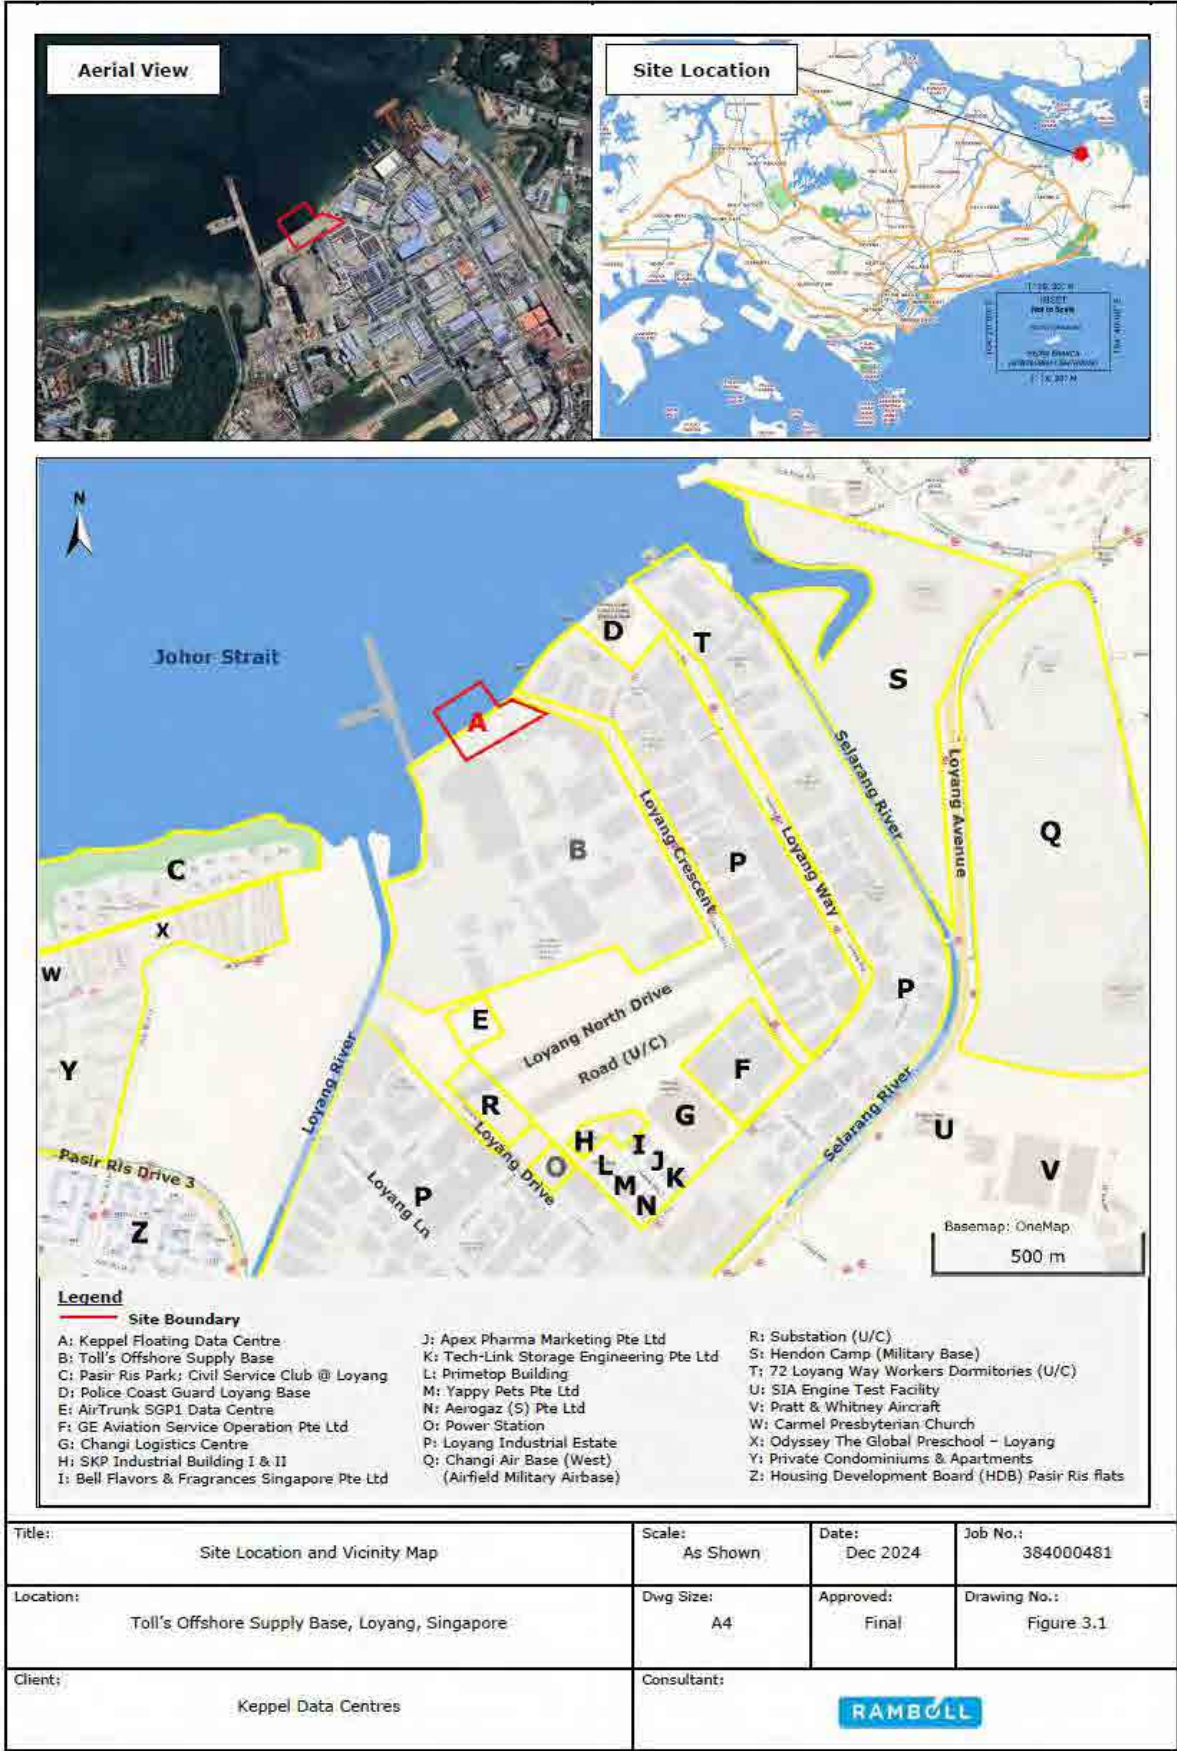 Aerial View
Site Location
INSET
Not to Scale
N
Johor Strait
D
T
S
A
Selarang River
Loyang Avenue
Q
Loyang Crescent
B
P
Loyang Way
C
X
W
P
E
Loyang North Drive
Road (U/C)
Y
F
Loyang River
R
G
Selarang River
U
H
I
J
K
L
M
N
O
Loyang Drive
V
Pasir Ris Drive 3
P
Loyang Ln
Z
Basemap: OneMap
500 m
Legend
Site Boundary
A: Keppel Floating Data Centre
B: Toll's Offshore Supply Base
C: Pasir Ris Park; Civil Service Club @ Loyang
D: Police Coast Guard Loyang Base
E: AirTrunk SGP1 Data Centre
F: GE Aviation Service Operation Pte Ltd
G: Changi Logistics Centre
H: SKP Industrial Building I & II
I: Bell Flavors & Fragrances Singapore Pte Ltd
J: Apex Pharma Marketing Pte Ltd
K: Tech-Link Storage Engineering Pte Ltd
L: Primetop Building
M: Yappy Pets Pte Ltd
N: Aerogaz (S) Pte Ltd
O: Power Station
P: Loyang Industrial Estate
Q: Changi Air Base (West)
(Airfield Military Airbase)
R: Substation (U/C)
S: Hendon Camp (Military Base)
T: 72 Loyang Way Workers Dormitories (U/C)
U: SIA Engine Test Facility
V: Pratt & Whitney Aircraft
W: Carmel Presbyterian Church
X: Odyssey The Global Preschool – Loyang
Y: Private Condominiums & Apartments
Z: Housing Development Board (HDB) Pasir Ris flats
Title:
Site Location and Vicinity Map
Scale:
As Shown
Date:
Dec 2024
Job No.:
384000481
Location:
Toll's Offshore Supply Base, Loyang, Singapore
Dwg Size:
A4
Approved:
Final
Drawing No.:
Figure 3.1
Client:
Keppel Data Centres
Consultant:
RAMBOLL